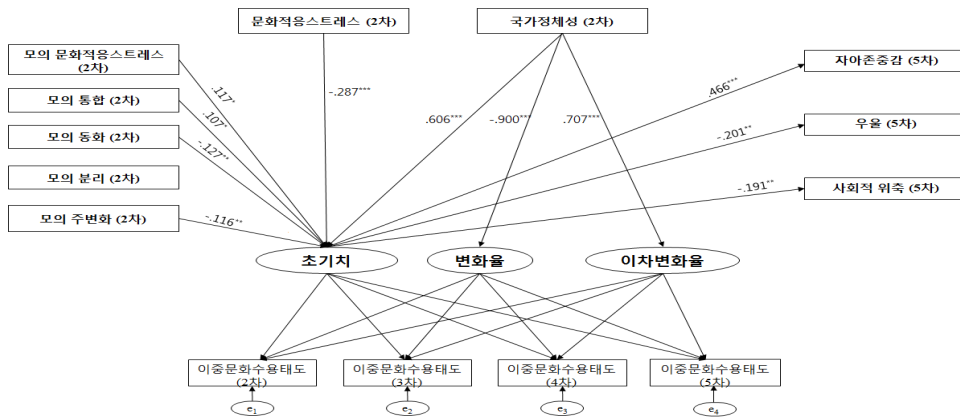 문화적응스트레스 (2차)
국가정체성 (2차)
모의 문화적응스트레스
(2차)
모의 통합 (2차)
모의 동화 (2차)
모의 분리 (2차)
모의 주변화 (2차)
자아존중감 (5차)
우울 (5차)
사회적 위축 (5차)
.117*
.107*
-.127**
-.116**
-.287***
.606***
-.900***
.707***
.466***
-.201**
-.191**
초기치
변화율
이차변화율
이중문화수용태도
(2차)
이중문화수용태도
(3차)
이중문화수용태도
(4차)
이중문화수용태도
(5차)
e1
e2
e3
e4